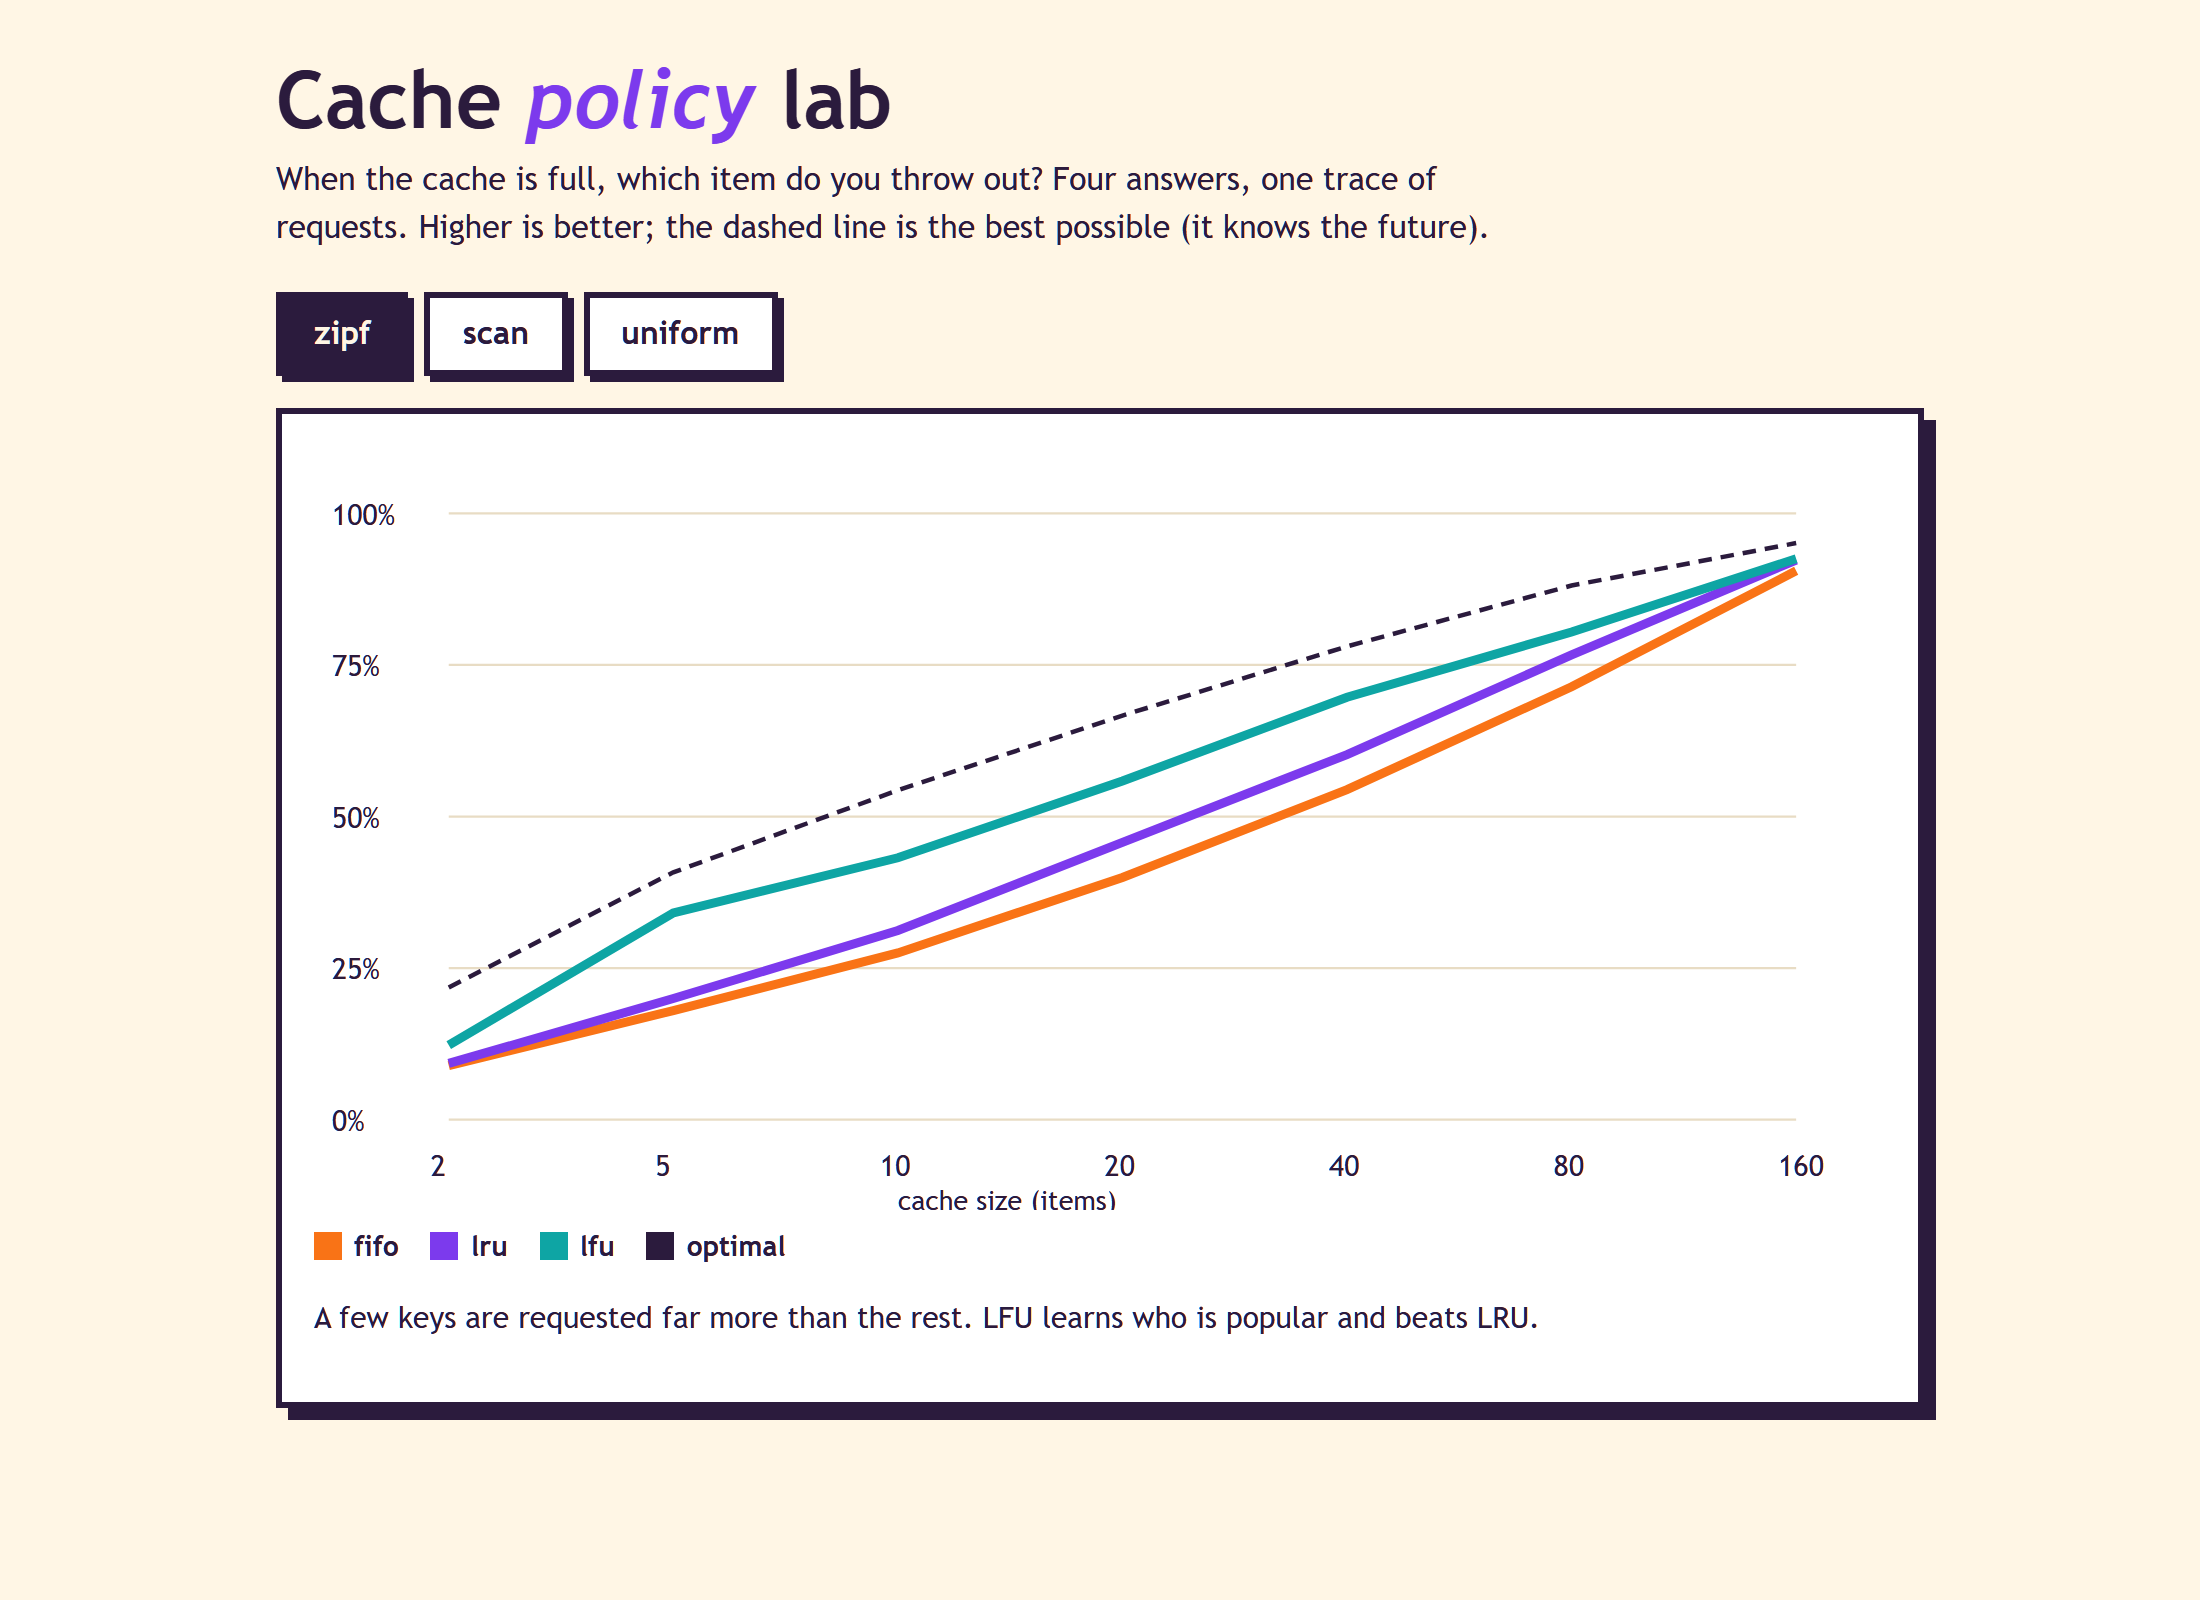 Cache policy lab
When the cache is full, which item do you throw out? Four answers, one trace of
requests. Higher is better; the dashed line is the best possible (it knows the future).
zipf scan uniform
100%
75%
50%
25%
0%
2 5 10 20 40 80 160
cache size (items)
fifo lru lfu optimal
A few keys are requested far more than the rest. LFU learns who is popular and beats LRU.